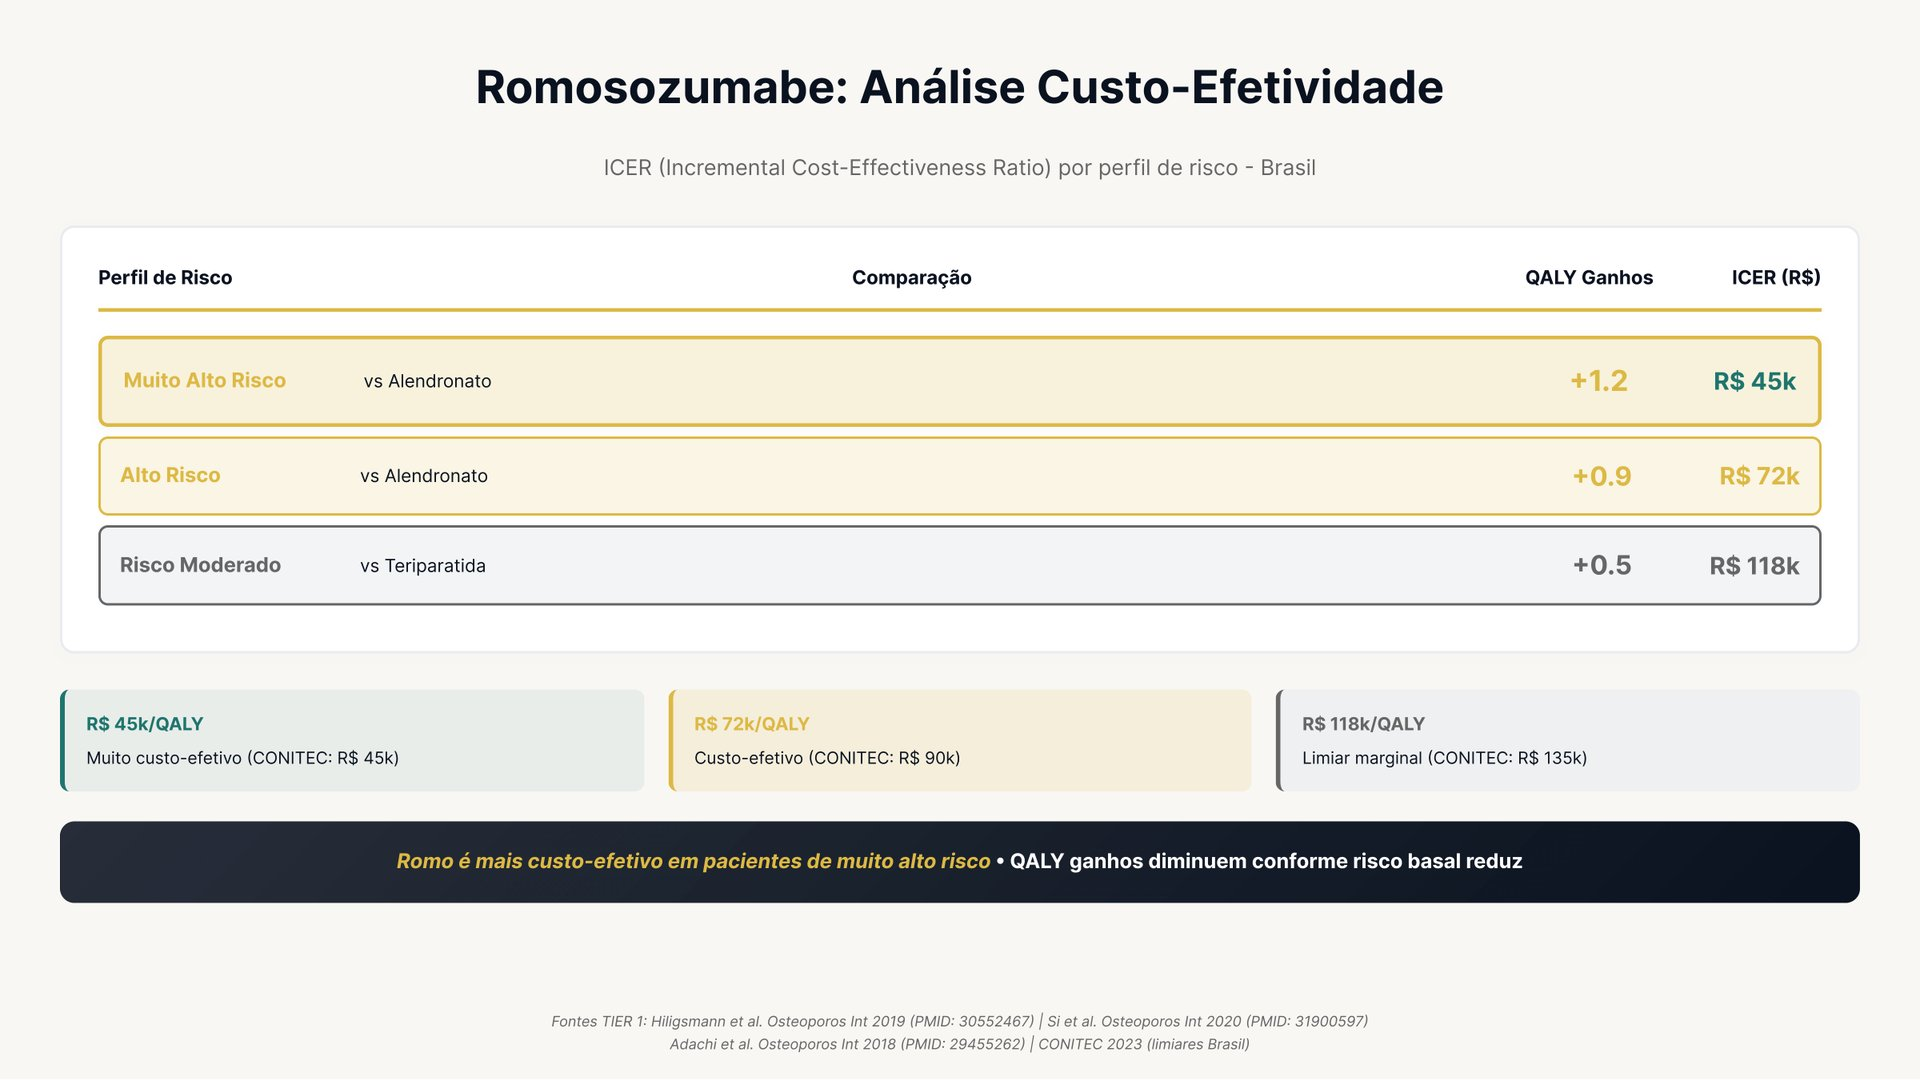 Romosozumabe: Análise Custo-Efetividade
ICER (Incremental Cost-Effectiveness Ratio) por perfil de risco - Brasil
Perfil de Risco Comparação QALY Ganhos ICER (R$)
Muito Alto Risco vs Alendronato +1.2 R$ 45k
Alto Risco vs Alendronato +0.9 R$ 72k
Risco Moderado vs Teriparatida +0.5 R$ 118k
R$ 45k/QALY
Muito custo-efetivo (CONITEC: R$ 45k)
R$ 72k/QALY
Custo-efetivo (CONITEC: R$ 90k)
R$ 118k/QALY
Limiar marginal (CONITEC: R$ 135k)
Romo é mais custo-efetivo em pacientes de muito alto risco • QALY ganhos diminuem conforme risco basal reduz
Fontes TIER 1: Hiligsmann et al. Osteoporos Int 2019 (PMID: 30552467) | Si et al. Osteoporos Int 2020 (PMID: 31900597)
Adachi et al. Osteoporos Int 2018 (PMID: 29455262) | CONITEC 2023 (limiares Brasil)